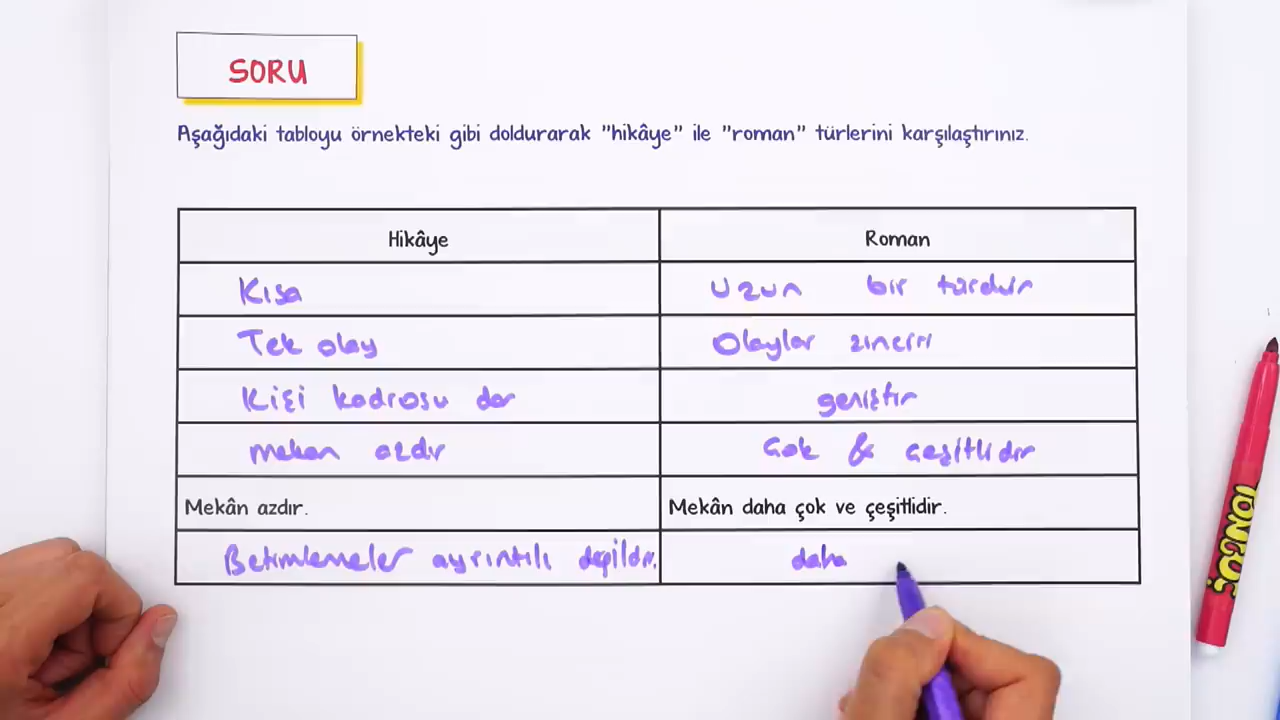 SORU
Aşağıdaki tabloyu örnekteki gibi doldurarak "hikâye" ile "roman" türlerini karşılaştırınız.
Hikâye Roman
Kısa Uzun bir türdür
Tek olay Olaylar zinciri
Kişi kadrosu dar geniştir
Mekan azdır Çok & çeşitlidir
Mekân azdır. Mekân daha çok ve çeşitlidir.
Betimlemeler ayrıntılı değildir. daha